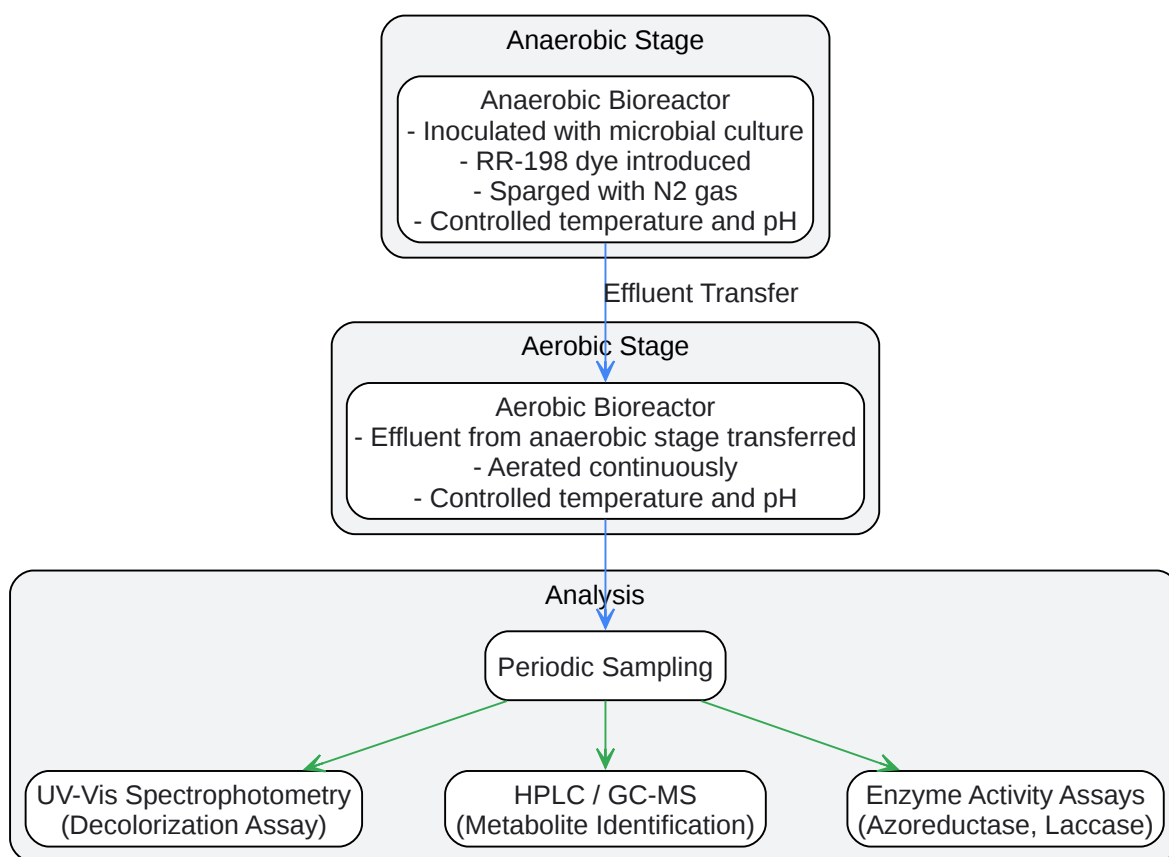 Anaerobic Stage
Anaerobic Bioreactor
- Inoculated with microbial culture
- RR-198 dye introduced
- Sparged with N2 gas
- Controlled temperature and pH
Effluent Transfer
Aerobic Stage
Aerobic Bioreactor
- Effluent from anaerobic stage transferred
- Aerated continuously
- Controlled temperature and pH
Analysis
Periodic Sampling
UV-Vis Spectrophotometry
(Decolorization Assay)
HPLC / GC-MS
(Metabolite Identification)
Enzyme Activity Assays
(Azoreductase, Laccase)